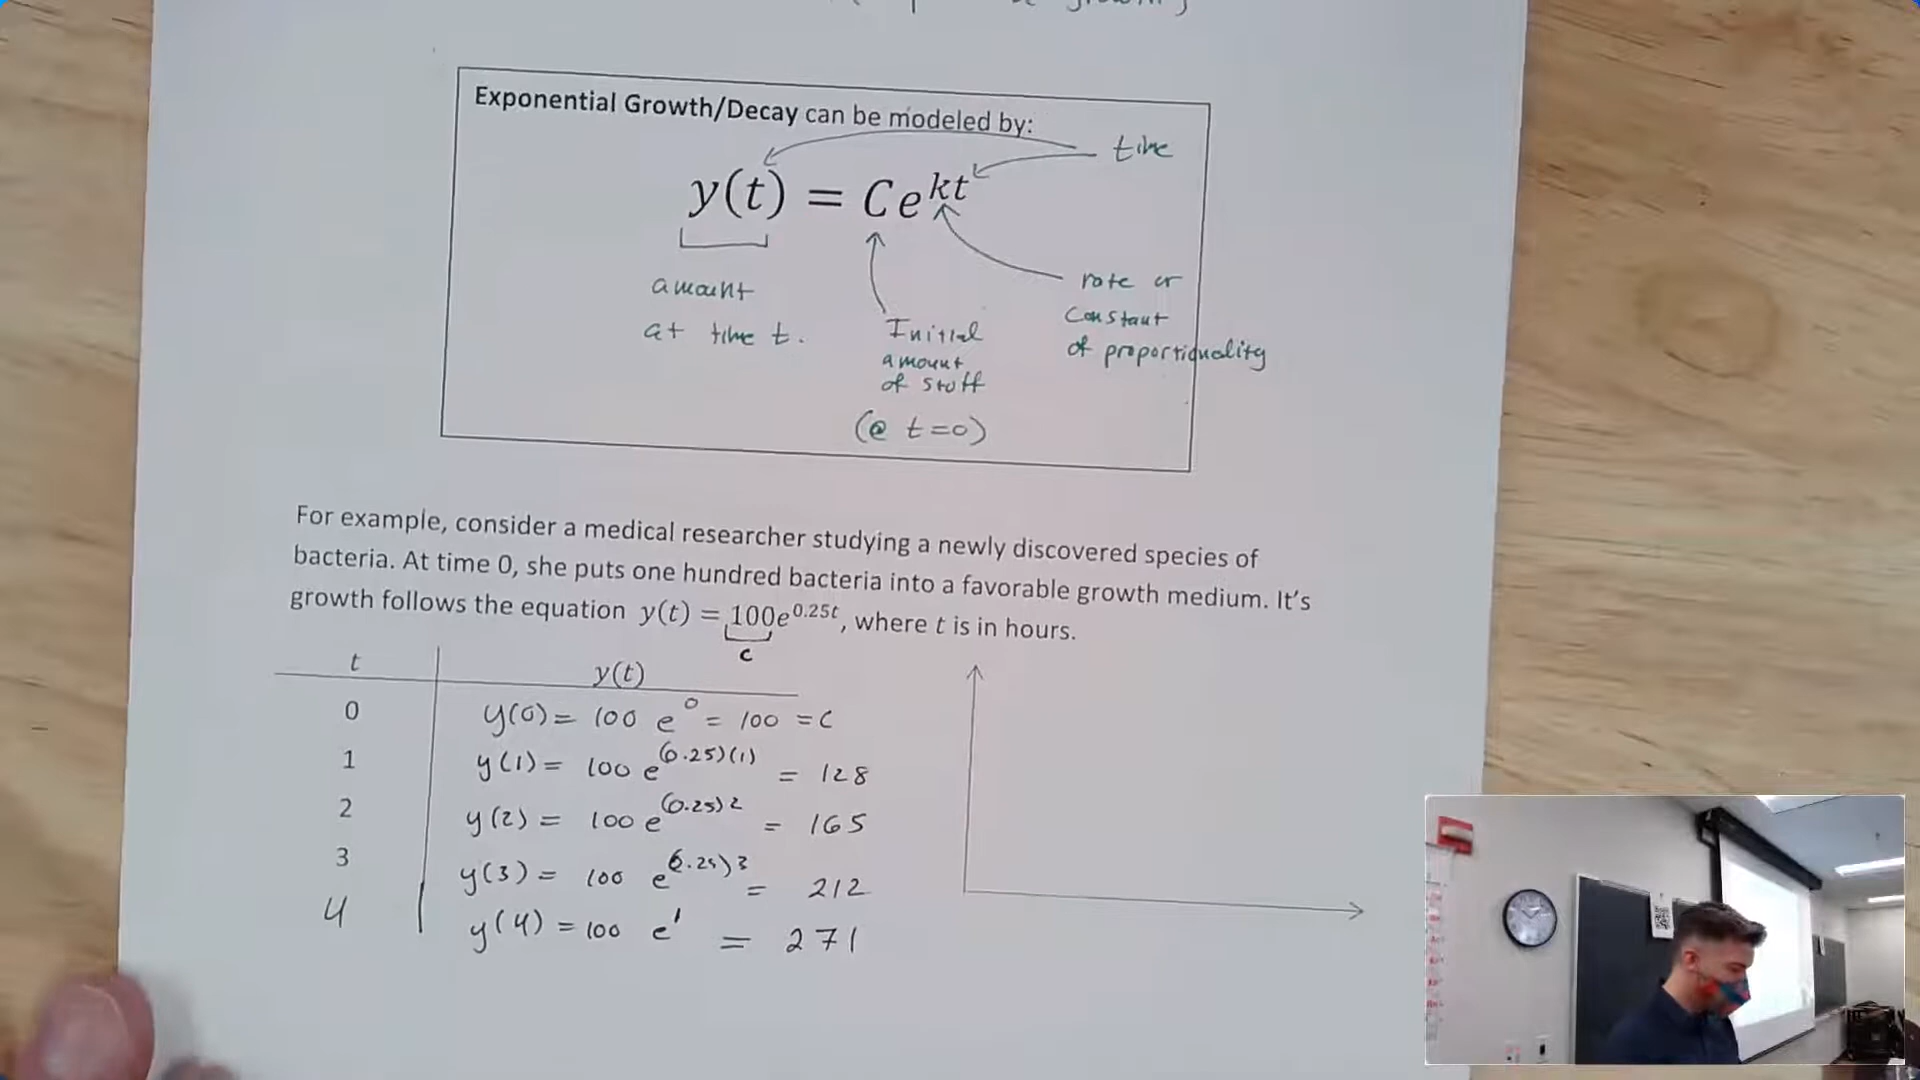 Exponential Growth/Decay can be modeled by:
time
y(t) = Ce^{kt}
amount
at time t.
Initial
amount
of stuff
(@ t=0)
rate or
constant
of proportionality
For example, consider a medical researcher studying a newly discovered species of
bacteria. At time 0, she puts one hundred bacteria into a favorable growth medium. It's
growth follows the equation y(t) = 100e^{0.25t}, where t is in hours.
c
t y(t)
0 y(0) = 100 e^0 = 100 = C
1 y(1) = 100 e^{(0.25)(1)} = 128
2 y(2) = 100 e^{(0.25)2} = 165
3 y(3) = 100 e^{(0.25)3} = 212
4 y(4) = 100 e^1 = 271